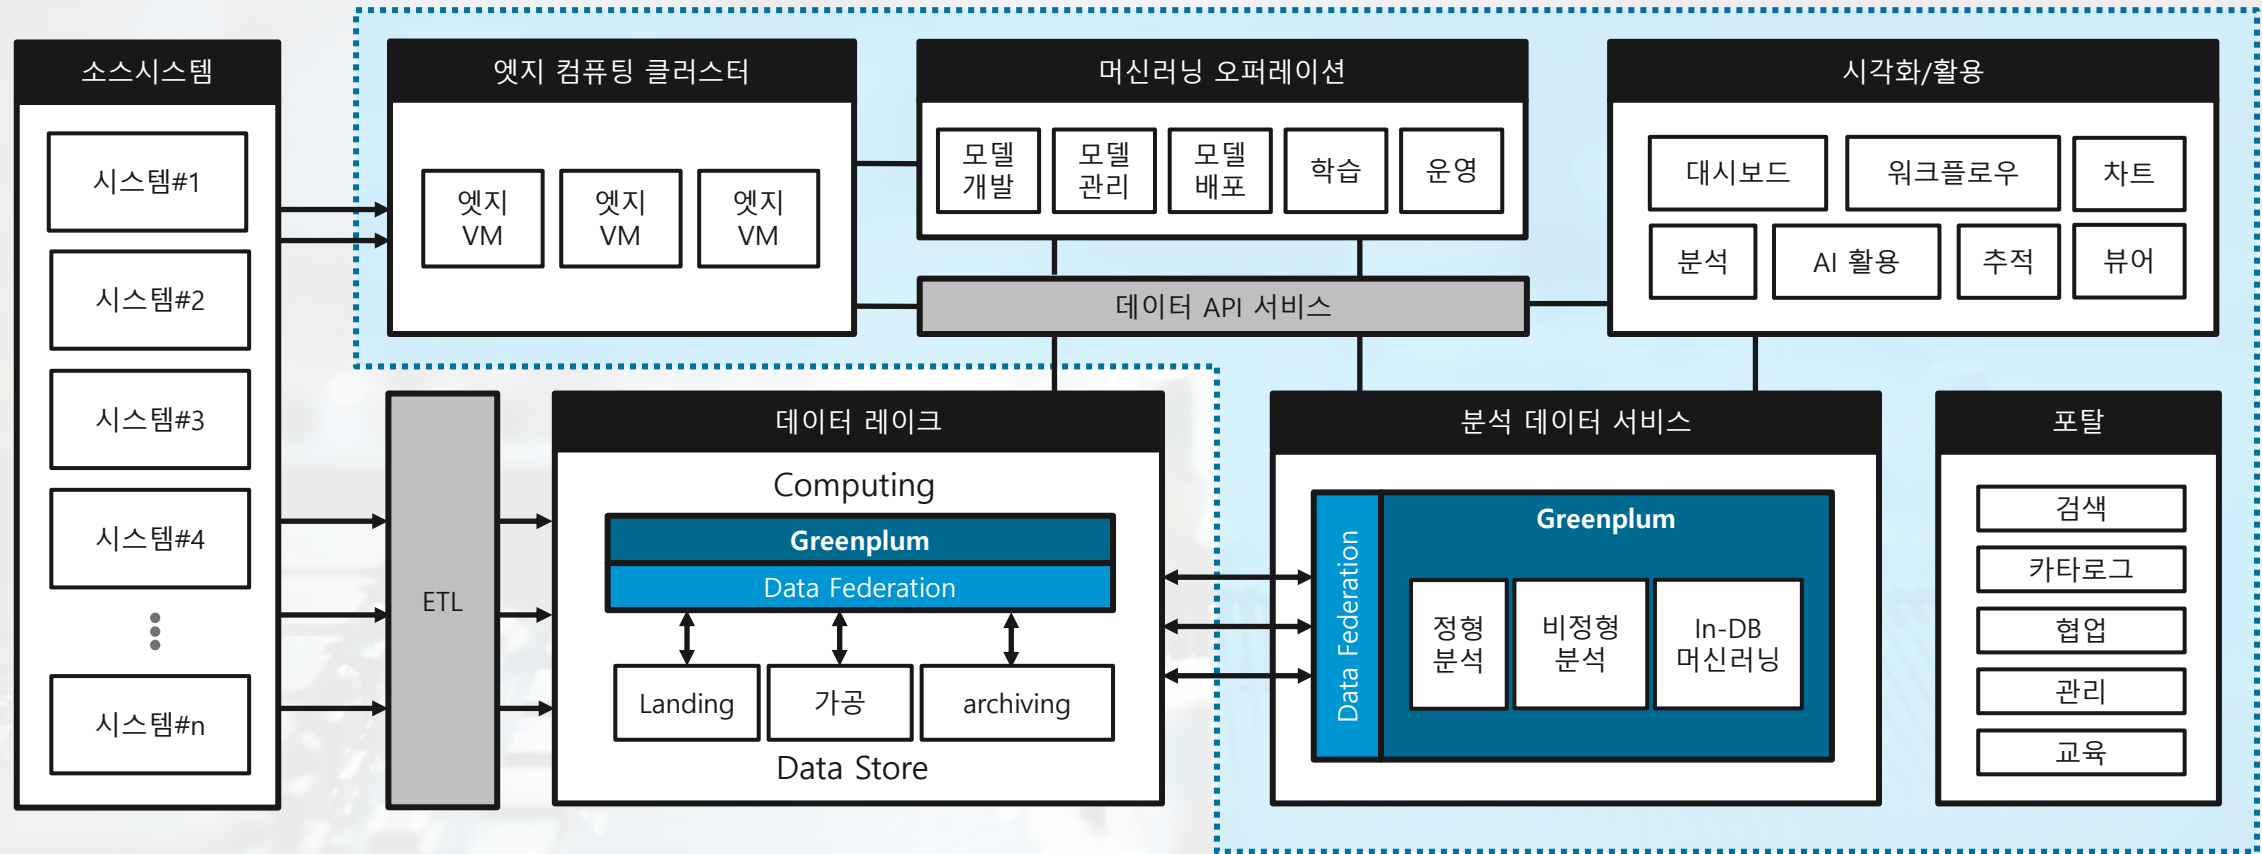 소스시스템
시스템#1
시스템#2
시스템#3
시스템#4
시스템#n
엣지 컴퓨팅 클러스터
엣지
VM
엣지
VM
엣지
VM
머신러닝 오퍼레이션
모델
개발
모델
관리
모델
배포
학습
운영
데이터 API 서비스
시각화/활용
대시보드
워크플로우
차트
분석
AI 활용
추적
뷰어
ETL
데이터 레이크
Computing
Greenplum
Data Federation
Landing
가공
archiving
Data Store
분석 데이터 서비스
Data Federation
Greenplum
정형
분석
비정형
분석
In-DB
머신러닝
포탈
검색
카타로그
협업
관리
교육